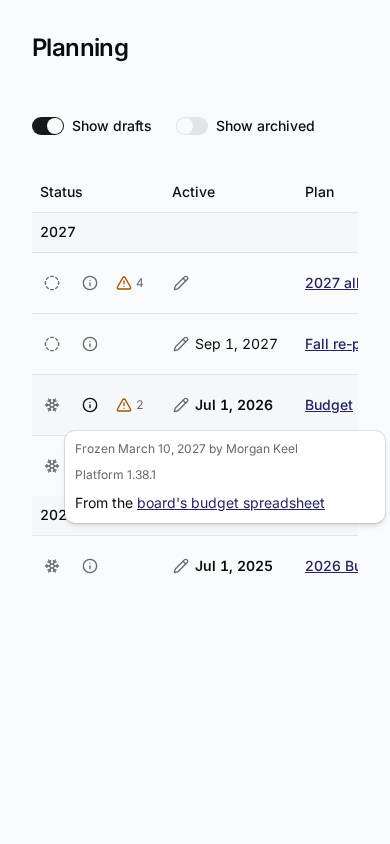 Planning
Show drafts Show archived
Status Active Plan
2027
4 2027 all
Sep 1, 2027 Fall re-p
2 Jul 1, 2026 Budget
Frozen March 10, 2027 by Morgan Keel
Platform 1.38.1
From the board's budget spreadsheet
202
Jul 1, 2025 2026 Bu